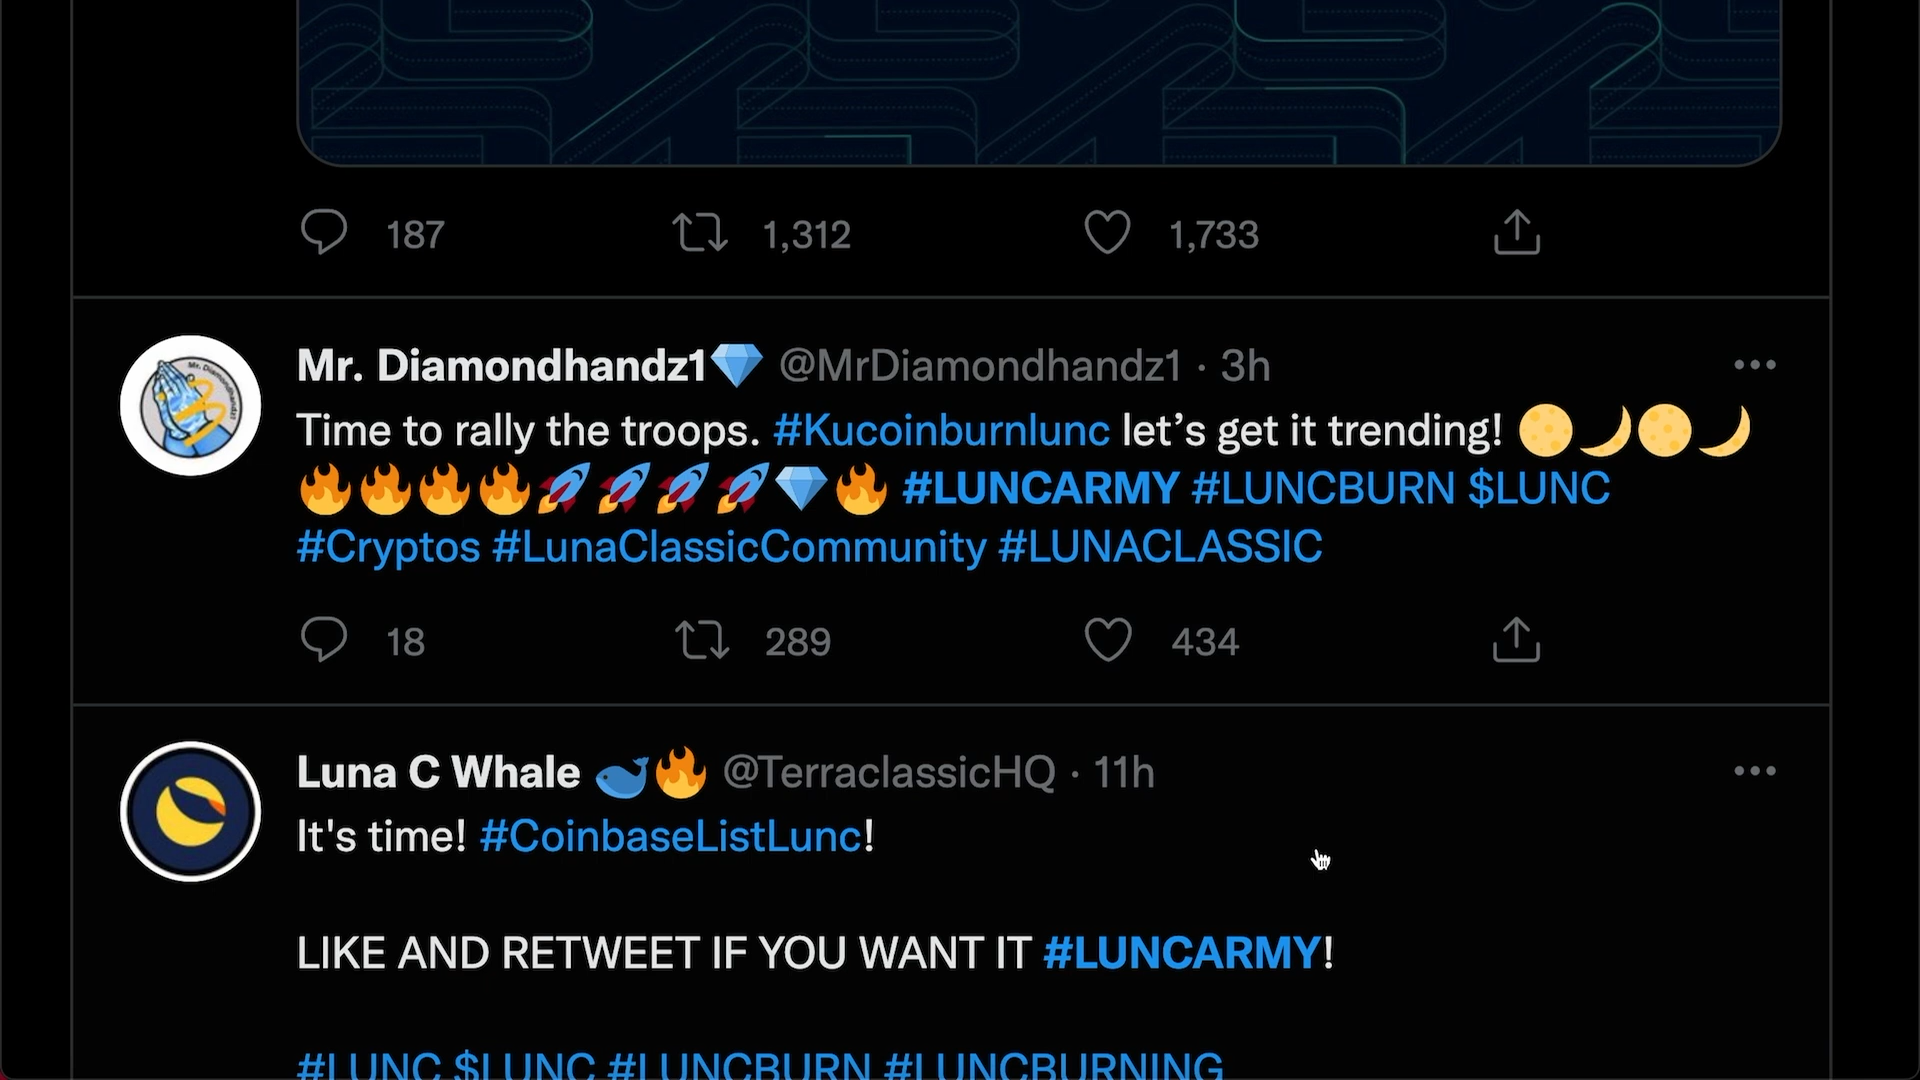 187 1,312 1,733
Mr. Diamondhandz1💎 @MrDiamondhandz1 · 3h
Time to rally the troops. #Kucoinburnlunc let’s get it trending! 🌕🌙🌕🌙
🔥🔥🔥🔥🚀🚀🚀🚀💎🔥 #LUNCARMY #LUNCBURN $LUNC
#Cryptos #LunaClassicCommunity #LUNACLASSIC
18 289 434
Mr. Diamondhandz
Luna C Whale 🐳🔥 @TerraclassicHQ · 11h
It's time! #CoinbaseListLunc!
LIKE AND RETWEET IF YOU WANT IT #LUNCARMY!
#LUNC $LUNC #LUNCBURN #LUNCBURNING